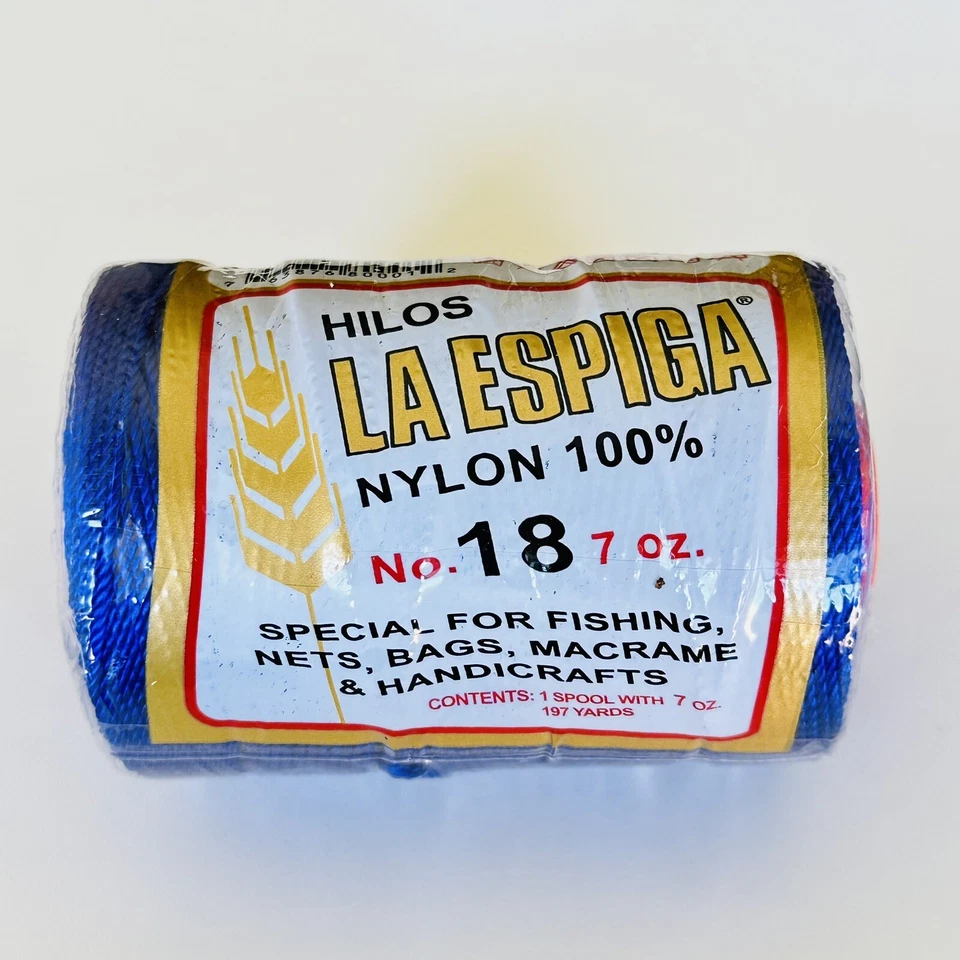 HILOS
LA ESPIGA®
NYLON 100%
No. 18 7 oz.
SPECIAL FOR FISHING,
NETS, BAGS, MACRAME
& HANDICRAFTS
CONTENTS: 1 SPOOL WITH 7 OZ.
197 YARDS